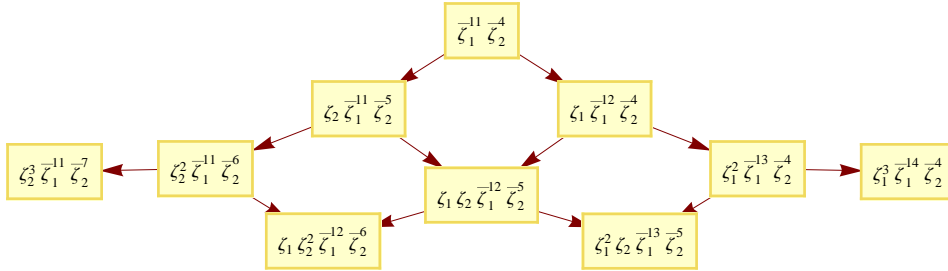 ζ̅₁¹¹ ζ̅₂⁴
ζ₂ ζ̅₁¹¹ ζ̅₂⁵
ζ₁ ζ̅₁¹² ζ̅₂⁴
ζ₂³ ζ̅₁¹¹ ζ̅₂⁷
ζ₂² ζ̅₁¹¹ ζ̅₂⁶
ζ₁ ζ₂ ζ̅₁¹² ζ̅₂⁵
ζ₁² ζ̅₁¹³ ζ̅₂⁴
ζ₁³ ζ̅₁¹⁴ ζ̅₂⁴
ζ₁ ζ₂² ζ̅₁¹² ζ̅₂⁶
ζ₁² ζ₂ ζ̅₁¹³ ζ̅₂⁵